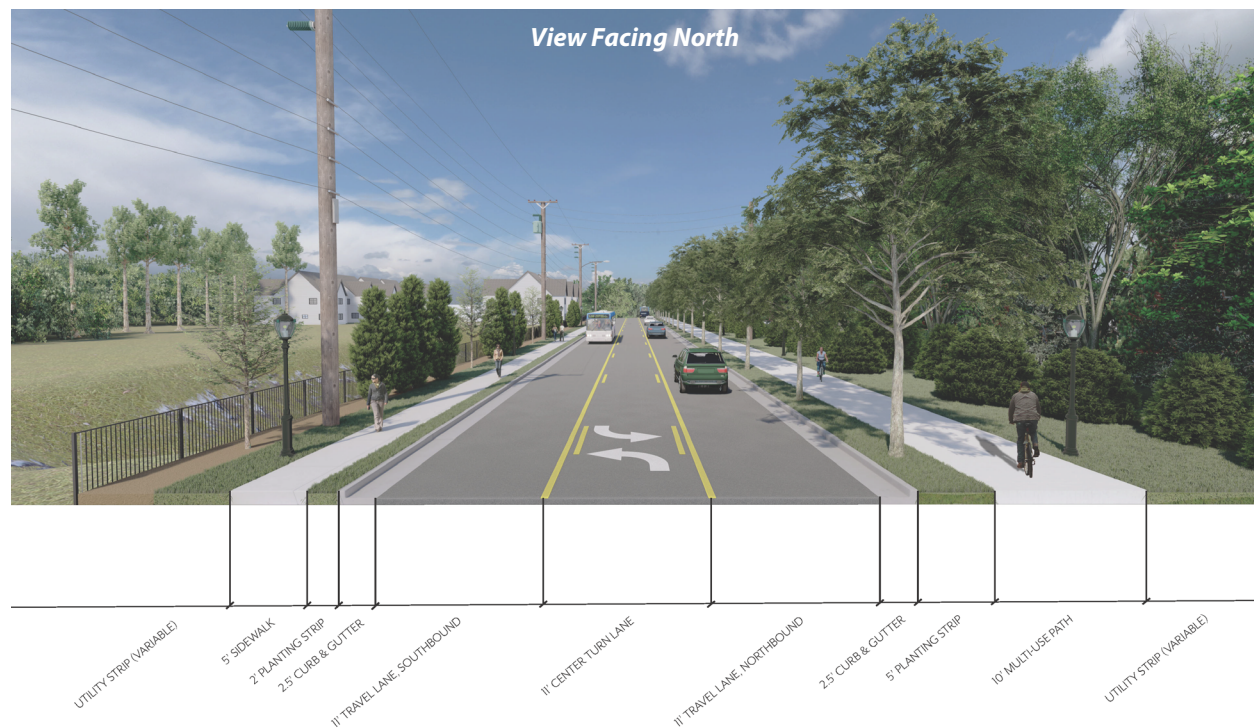 View Facing North
UTILITY STRIP (VARIABLE)
5' SIDEWALK
2' PLANTING STRIP
2.5' CURB & GUTTER
11' TRAVEL LANE, SOUTHBOUND
11' CENTER TURN LANE
11' TRAVEL LANE, NORTHBOUND
2.5' CURB & GUTTER
5' PLANTING STRIP
10' MULTI-USE PATH
UTILITY STRIP (VARIABLE)